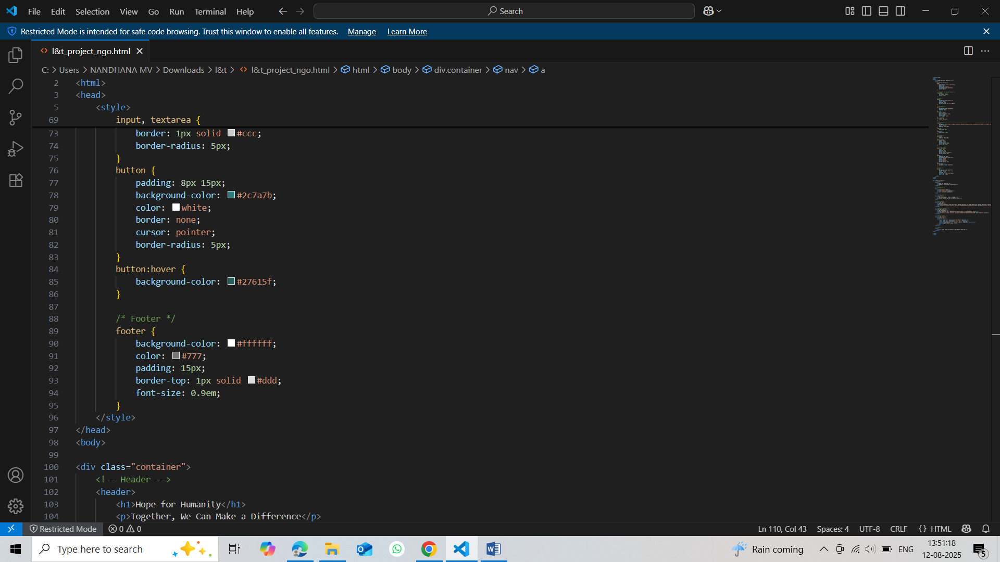 File Edit Selection View Go Run Terminal Help Search
Restricted Mode is intended for safe code browsing. Trust this window to enable all features. Manage Learn More
<> l&t_project_ngo.html
C: > Users > NANDHANA MV > Downloads > l&t > <> l&t_project_ngo.html > html > body > div.container > nav > a
2 <html>
3 <head>
5 <style>
69 input, textarea {
73 border: 1px solid #ccc;
74 border-radius: 5px;
75 }
76 button {
77 padding: 8px 15px;
78 background-color: #2c7a7b;
79 color: white;
80 border: none;
81 cursor: pointer;
82 border-radius: 5px;
83 }
84 button:hover {
85 background-color: #27615f;
86 }
87
88 /* Footer */
89 footer {
90 background-color: #ffffff;
91 color: #777;
92 padding: 15px;
93 border-top: 1px solid #ddd;
94 font-size: 0.9em;
95 }
96 </style>
97 </head>
98 <body>
99
100 <div class="container">
101 <!-- Header -->
102 <header>
103 <h1>Hope for Humanity</h1>
104 <p>Together, We Can Make a Difference</p>
Restricted Mode 0 0 Ln 110, Col 43 Spaces: 4 UTF-8 CRLF {} HTML
Type here to search Rain coming ENG 13:51:18
12-08-2025 5